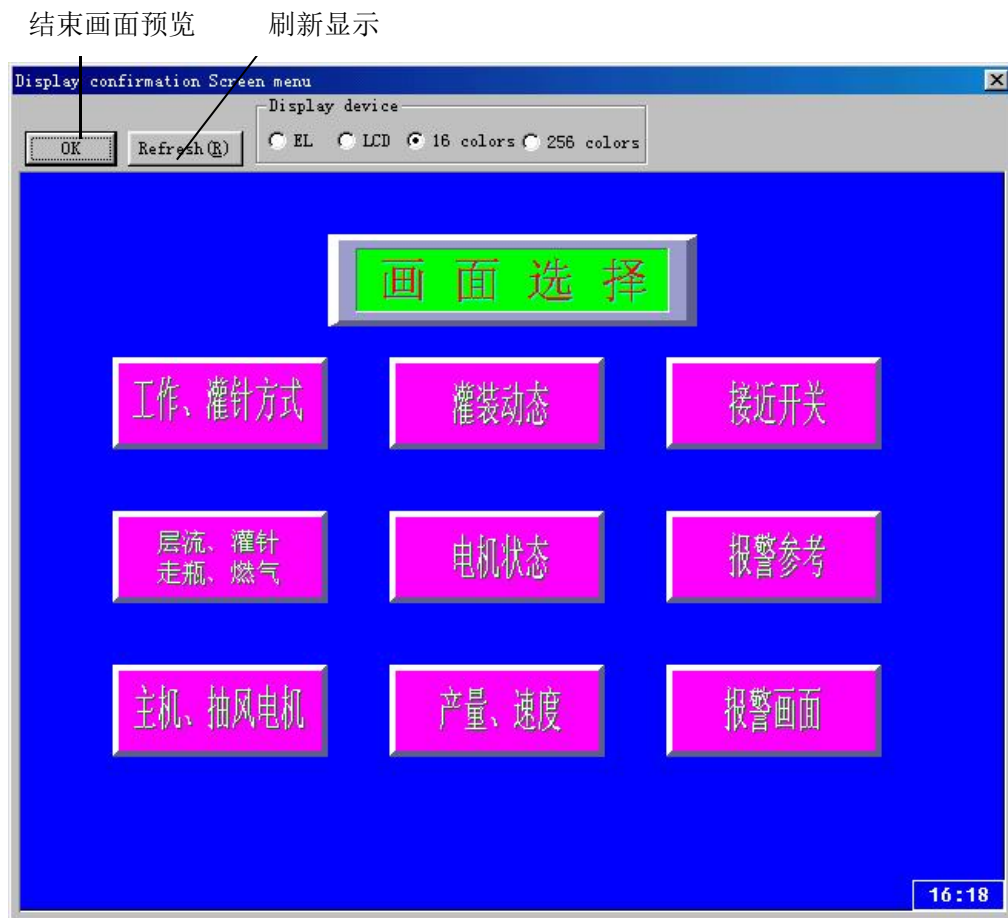 结束画面预览 刷新显示
Display confirmation Screen menu
Display device
OK Refresh(R) EL LCD 16 colors 256 colors
画面选择
工作、灌针方式 灌装动态 接近开关
层流、灌针
走瓶、燃气
电机状态 报警参考
主机、抽风电机 产量、速度 报警画面
16:18